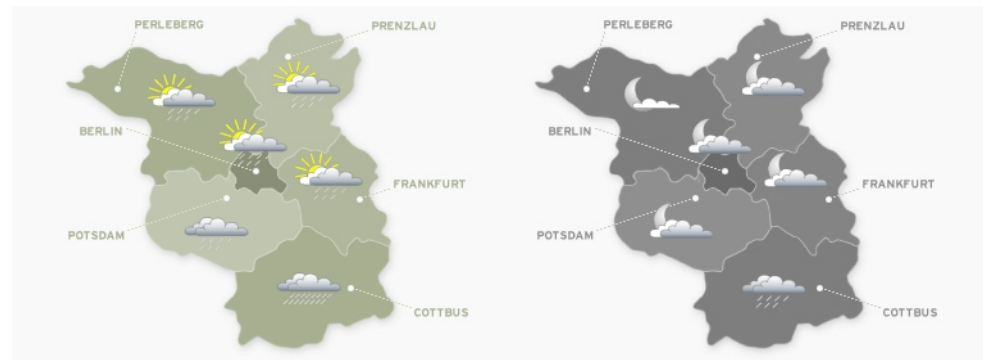 PERLEBERG
PRENZLAU
BERLIN
FRANKFURT
POTSDAM
COTTBUS
PERLEBERG
PRENZLAU
BERLIN
FRANKFURT
POTSDAM
COTTBUS